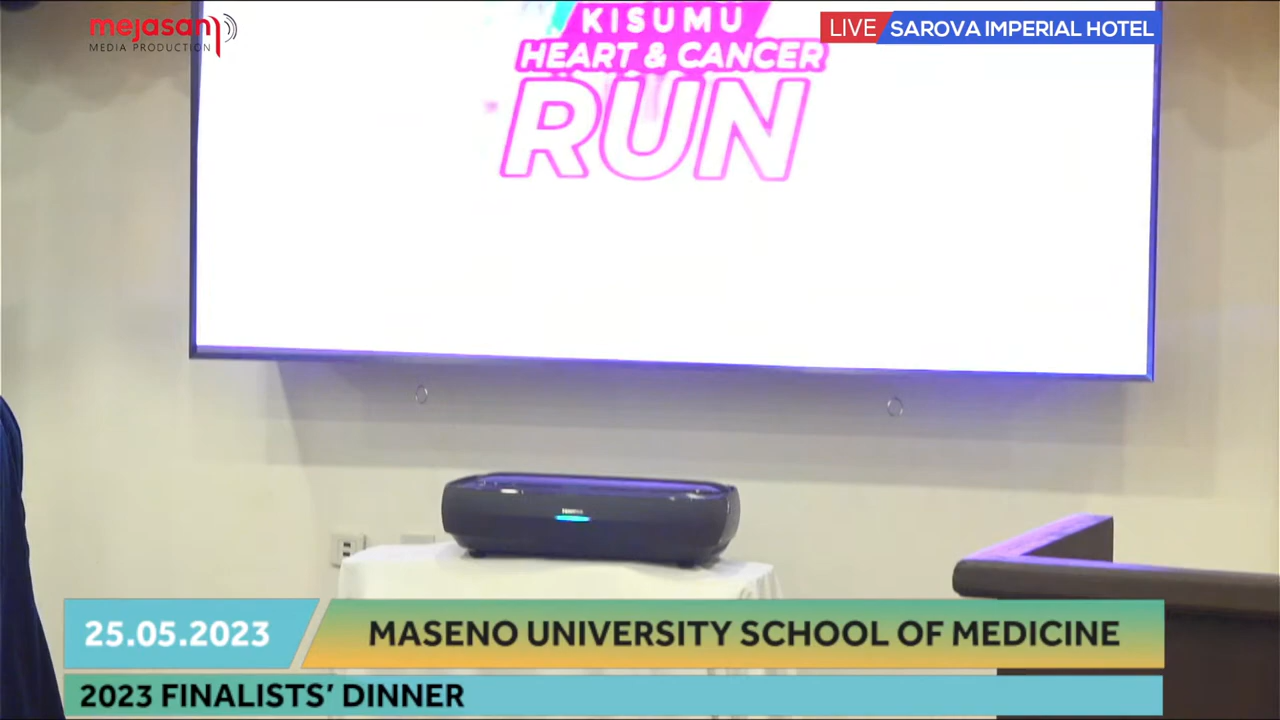 mejasan
MEDIA PRODUCTION
LIVE SAROVA IMPERIAL HOTEL
KISUMU
HEART & CANCER
RUN
25.05.2023
MASENO UNIVERSITY SCHOOL OF MEDICINE
2023 FINALISTS’ DINNER